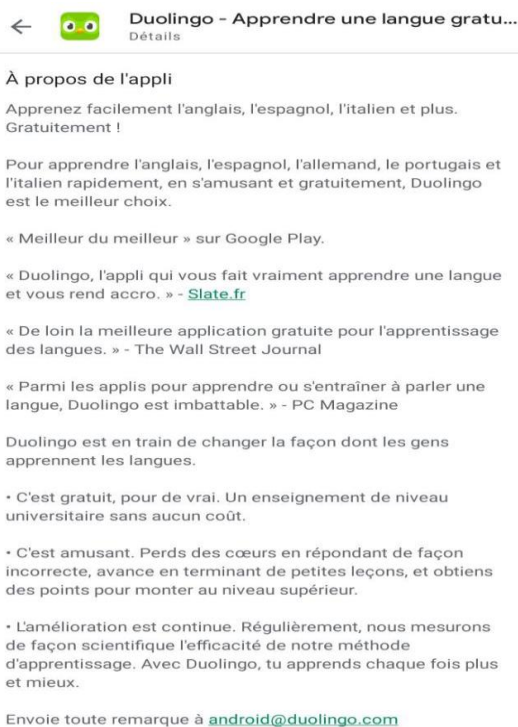 Duolingo - Apprendre une langue gratu...
Détails
À propos de l'appli
Apprenez facilement l'anglais, l'espagnol, l'italien et plus.
Gratuitement !
Pour apprendre l'anglais, l'espagnol, l'allemand, le portugais et
l'italien rapidement, en s'amusant et gratuitement, Duolingo
est le meilleur choix.
« Meilleur du meilleur » sur Google Play.
« Duolingo, l'appli qui vous fait vraiment apprendre une langue
et vous rend accro. » - Slate.fr
« De loin la meilleure application gratuite pour l'apprentissage
des langues. » - The Wall Street Journal
« Parmi les applis pour apprendre ou s'entraîner à parler une
langue, Duolingo est imbattable. » - PC Magazine
Duolingo est en train de changer la façon dont les gens
apprennent les langues.
• C'est gratuit, pour de vrai. Un enseignement de niveau
universitaire sans aucun coût.
• C'est amusant. Perds des cœurs en répondant de façon
incorrecte, avance en terminant de petites leçons, et obtiens
des points pour monter au niveau supérieur.
• L'amélioration est continue. Régulièrement, nous mesurons
de façon scientifique l'efficacité de notre méthode
d'apprentissage. Avec Duolingo, tu apprends chaque fois plus
et mieux.
Envoie toute remarque à android@duolingo.com